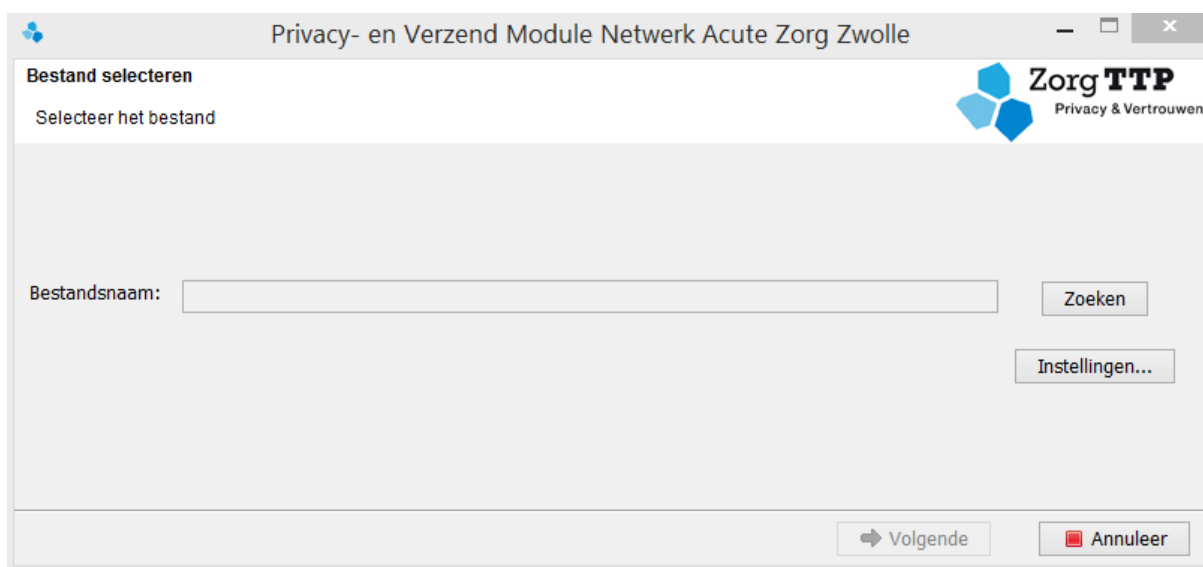 Privacy- en Verzend Module Netwerk Acute Zorg Zwolle
Bestand selecteren
Selecteer het bestand
Zorg TTP
Privacy & Vertrouwen
Bestandsnaam:
Zoeken
Instellingen...
Volgende
Annuleer